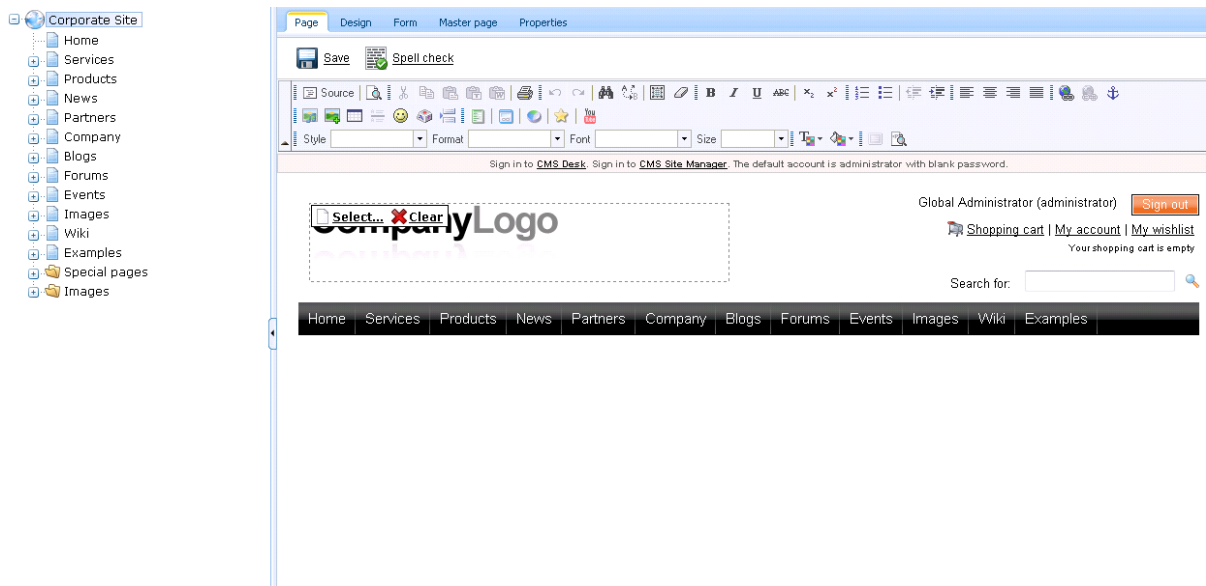 Corporate Site
Home
Services
Products
News
Partners
Company
Blogs
Forums
Events
Images
Wiki
Examples
Special pages
Images
Page Design Form Master page Properties
Save Spell check
Source B I U ABC x₂ x²
You
Style Format Font Size
Sign in to CMS Desk. Sign in to CMS Site Manager. The default account is administrator with blank password.
Global Administrator (administrator) Sign out
Select... Clear
CompanyLogo
Shopping cart | My account | My wishlist
Your shopping cart is empty
Search for:
Home Services Products News Partners Company Blogs Forums Events Images Wiki Examples